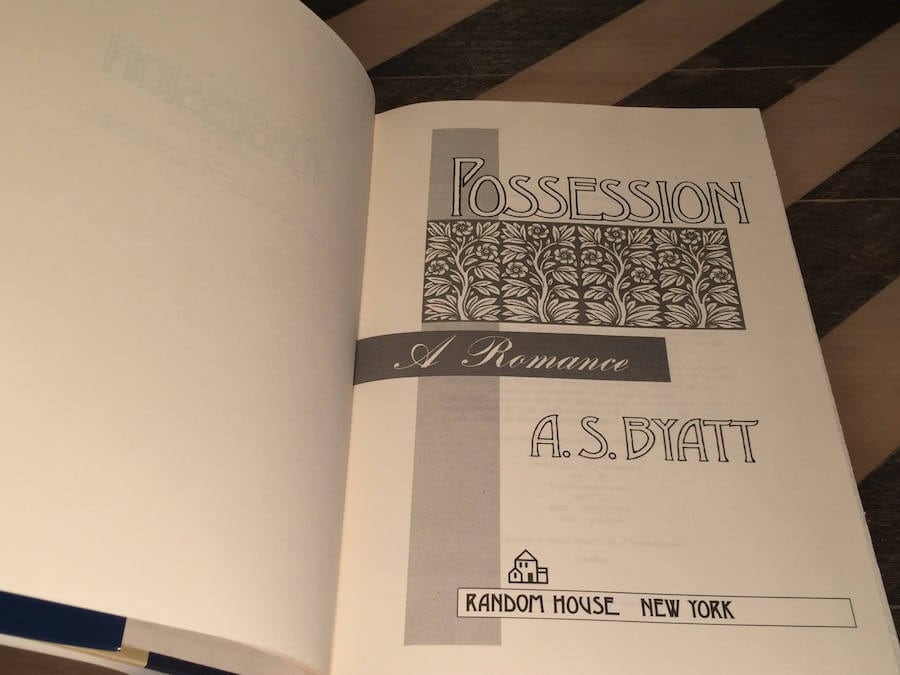 POSSESSION
A Romance
A. S. BYATT
RANDOM HOUSE NEW YORK